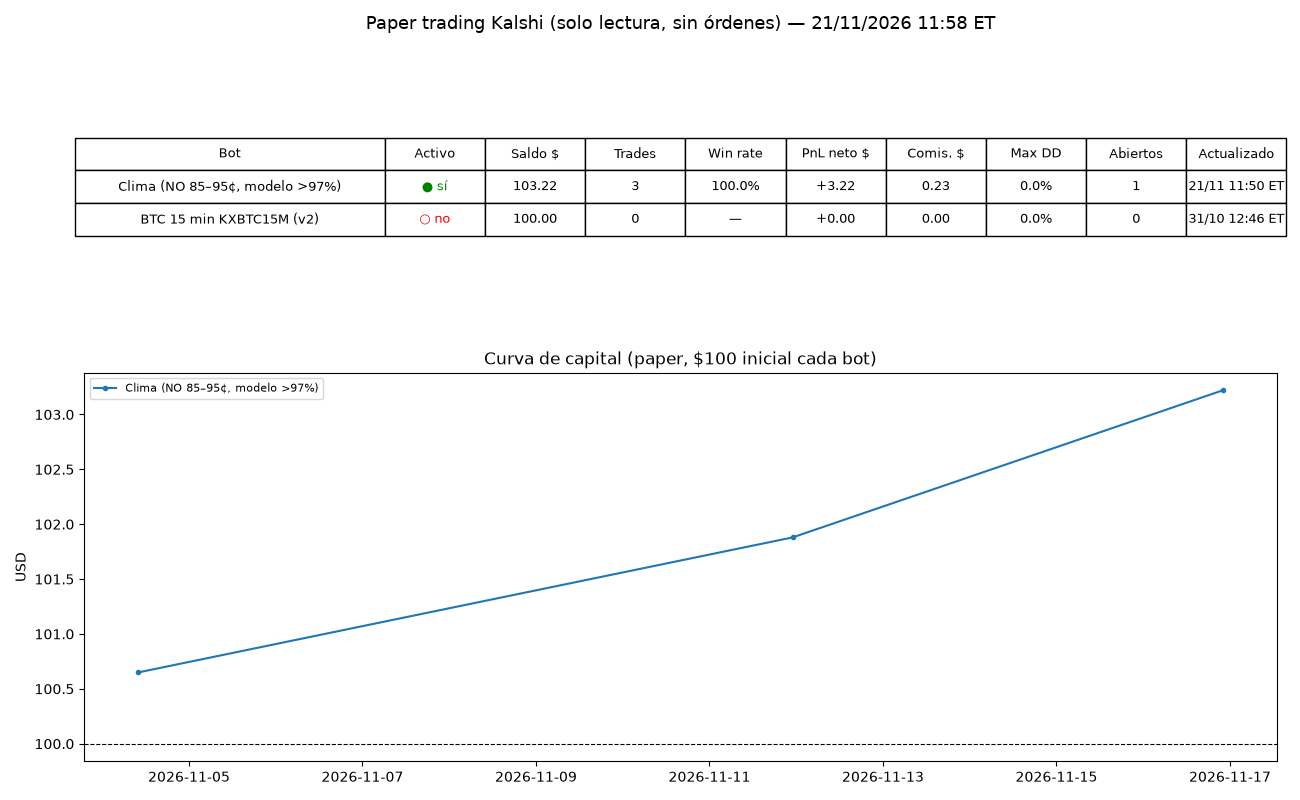 Paper trading Kalshi (solo lectura, sin órdenes) — 21/11/2026 11:58 ET
Bot Activo Saldo $ Trades Win rate PnL neto $ Comis. $ Max DD Abiertos Actualizado
Clima (NO 85–95¢, modelo >97%) ● sí 103.22 3 100.0% +3.22 0.23 0.0% 1 21/11 11:50 ET
BTC 15 min KXBTC15M (v2) ○ no 100.00 0 — +0.00 0.00 0.0% 0 31/10 12:46 ET
Curva de capital (paper, $100 inicial cada bot)
Clima (NO 85–95¢, modelo >97%)
103.0
102.5
102.0
101.5
101.0
100.5
100.0
USD
2026-11-05 2026-11-07 2026-11-09 2026-11-11 2026-11-13 2026-11-15 2026-11-17